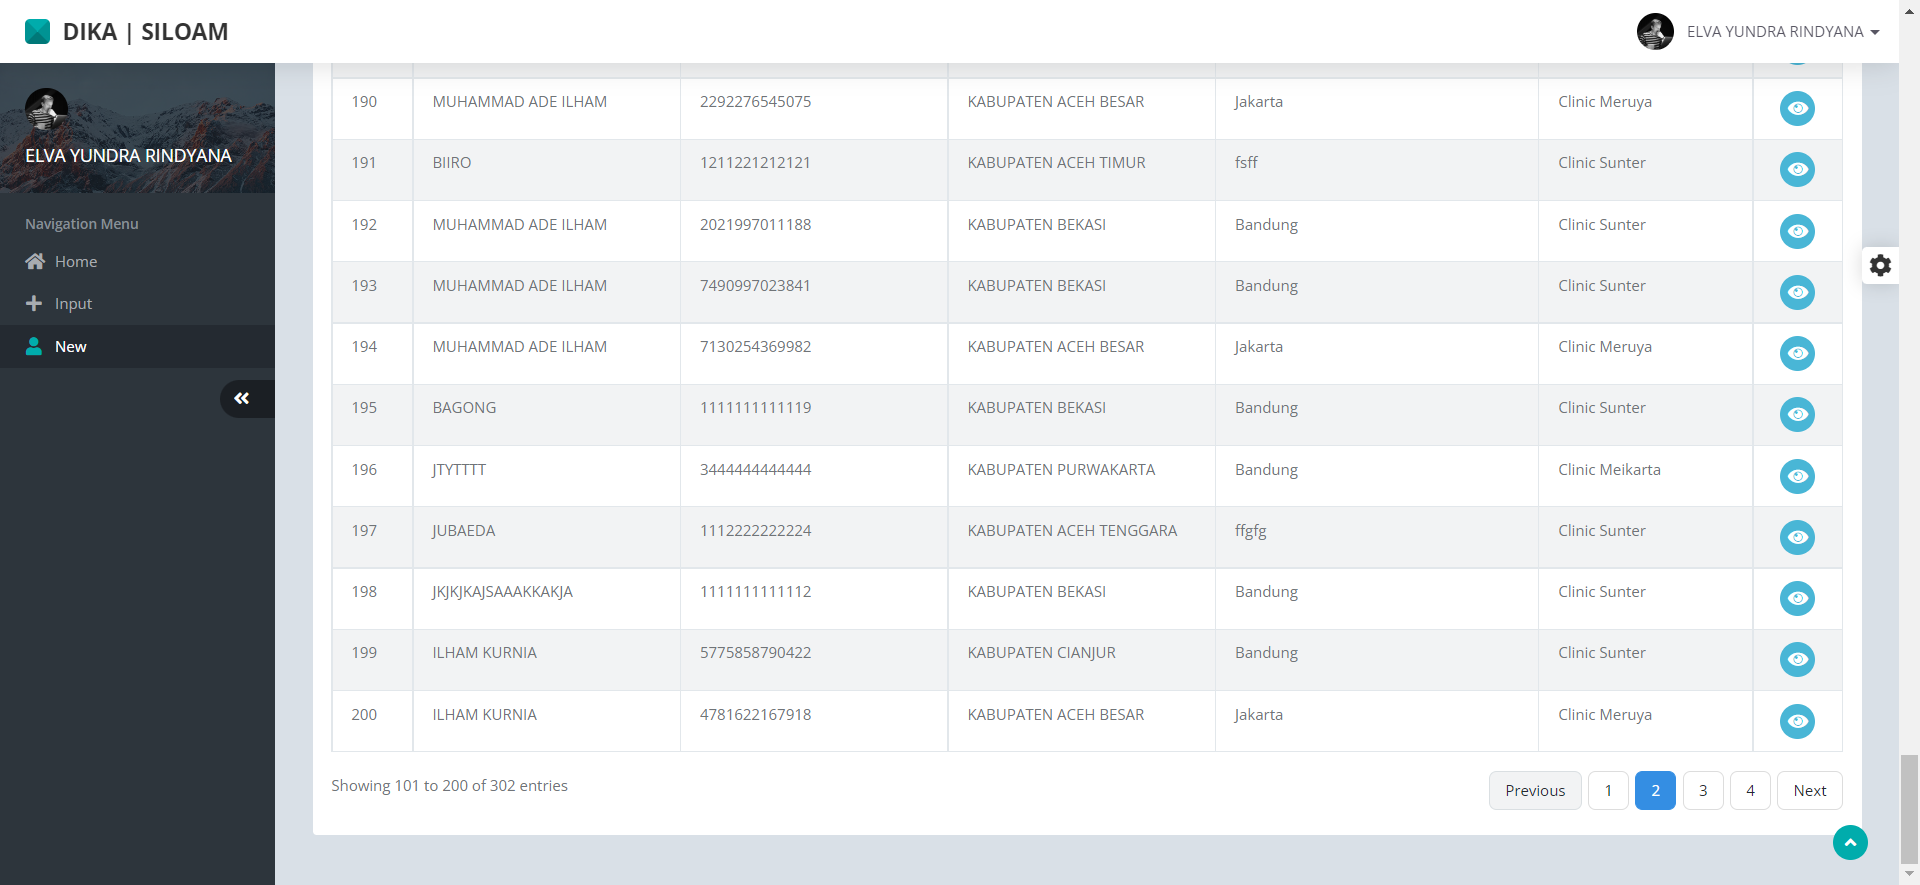 DIKA | SILOAM
ELVA YUNDRA RINDYANA
ELVA YUNDRA RINDYANA
Navigation Menu
Home
Input
New
190 MUHAMMAD ADE ILHAM 2292276545075 KABUPATEN ACEH BESAR Jakarta Clinic Meruya
191 BIIRO 1211221212121 KABUPATEN ACEH TIMUR fsff Clinic Sunter
192 MUHAMMAD ADE ILHAM 2021997011188 KABUPATEN BEKASI Bandung Clinic Sunter
193 MUHAMMAD ADE ILHAM 7490997023841 KABUPATEN BEKASI Bandung Clinic Sunter
194 MUHAMMAD ADE ILHAM 7130254369982 KABUPATEN ACEH BESAR Jakarta Clinic Meruya
195 BAGONG 1111111111119 KABUPATEN BEKASI Bandung Clinic Sunter
196 JTYTTTT 3444444444444 KABUPATEN PURWAKARTA Bandung Clinic Meikarta
197 JUBAEDA 1112222222224 KABUPATEN ACEH TENGGARA ffgfg Clinic Sunter
198 JKJKJKAJSAAAKKAKJA 1111111111112 KABUPATEN BEKASI Bandung Clinic Sunter
199 ILHAM KURNIA 5775858790422 KABUPATEN CIANJUR Bandung Clinic Sunter
200 ILHAM KURNIA 4781622167918 KABUPATEN ACEH BESAR Jakarta Clinic Meruya
Showing 101 to 200 of 302 entries
Previous 1 2 3 4 Next